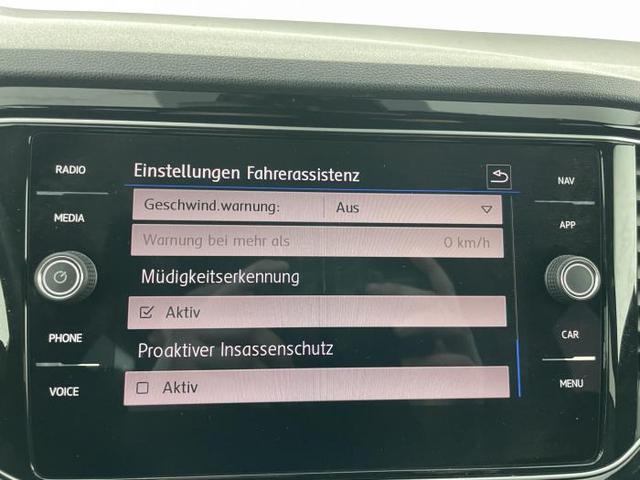 RADIO
MEDIA
PHONE
VOICE
Einstellungen Fahrerassistenz
Geschwind.warnung: Aus
Warnung bei mehr als 0 km/h
Müdigkeitserkennung
Aktiv
Proaktiver Insassenschutz
Aktiv
NAV
APP
CAR
MENU